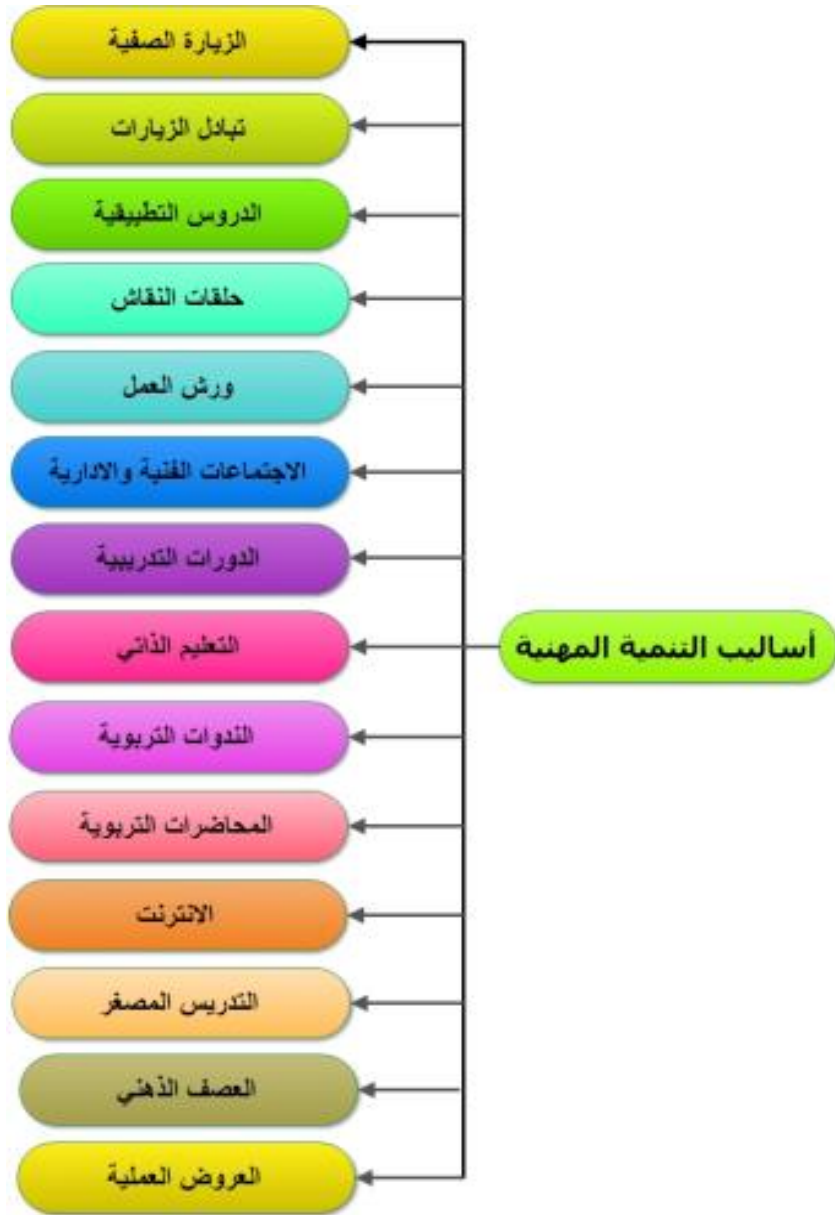 أساليب التنمية المهنية
الزيارة الصفية
تبادل الزيارات
الدروس التطبيقية
حلقات النقاش
ورش العمل
الاجتماعات الفنية والادارية
الدورات التدريبية
التعليم الذاتي
الندوات التربوية
المحاضرات التربوية
الانترنت
التدريس المصغر
العصف الذهني
العروض العملية